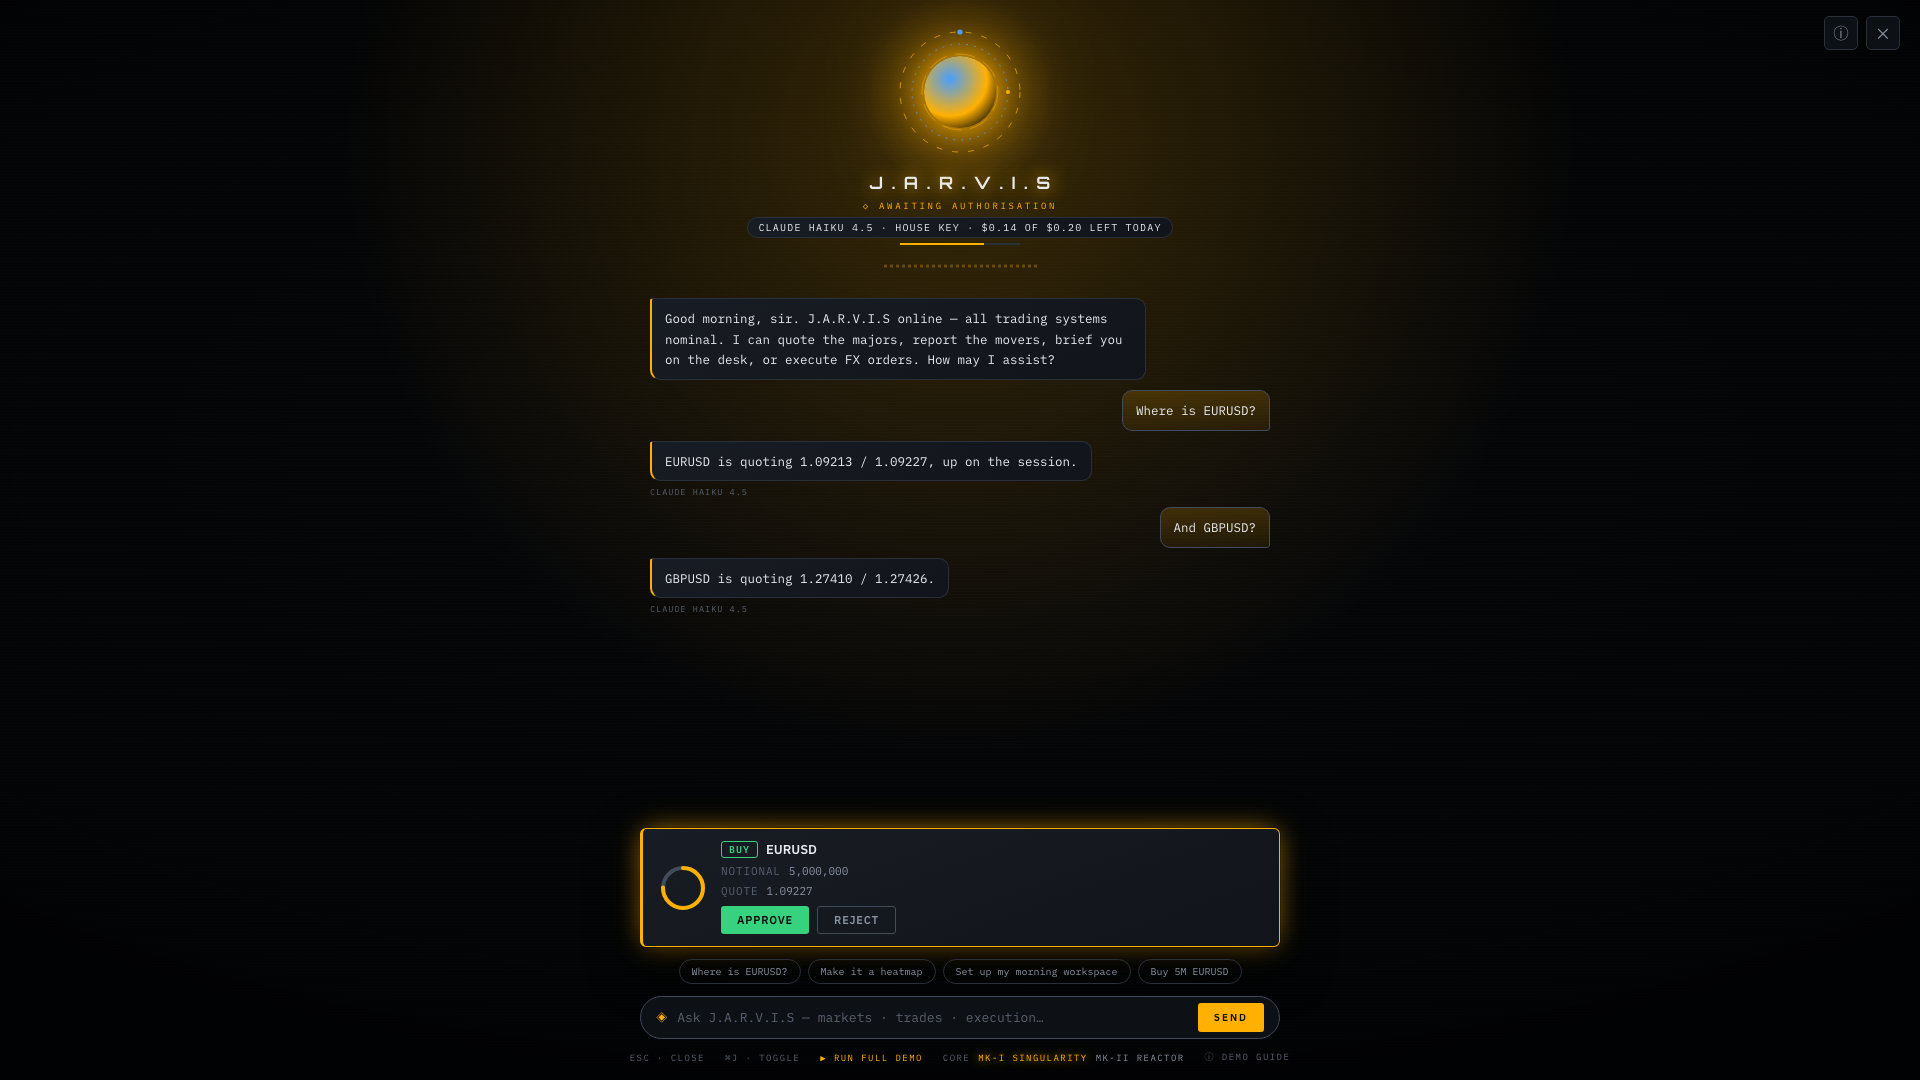 J.A.R.V.I.S
◇ AWAITING AUTHORISATION
CLAUDE HAIKU 4.5 · HOUSE KEY · $0.14 OF $0.20 LEFT TODAY
Good morning, sir. J.A.R.V.I.S online — all trading systems
nominal. I can quote the majors, report the movers, brief you
on the desk, or execute FX orders. How may I assist?
Where is EURUSD?
EURUSD is quoting 1.09213 / 1.09227, up on the session.
CLAUDE HAIKU 4.5
And GBPUSD?
GBPUSD is quoting 1.27410 / 1.27426.
CLAUDE HAIKU 4.5
BUY EURUSD
NOTIONAL 5,000,000
QUOTE 1.09227
APPROVE REJECT
Where is EURUSD? Make it a heatmap Set up my morning workspace Buy 5M EURUSD
◈ Ask J.A.R.V.I.S — markets · trades · execution… SEND
ESC · CLOSE ⌘J · TOGGLE ▶ RUN FULL DEMO CORE MK-I SINGULARITY MK-II REACTOR ⓘ DEMO GUIDE